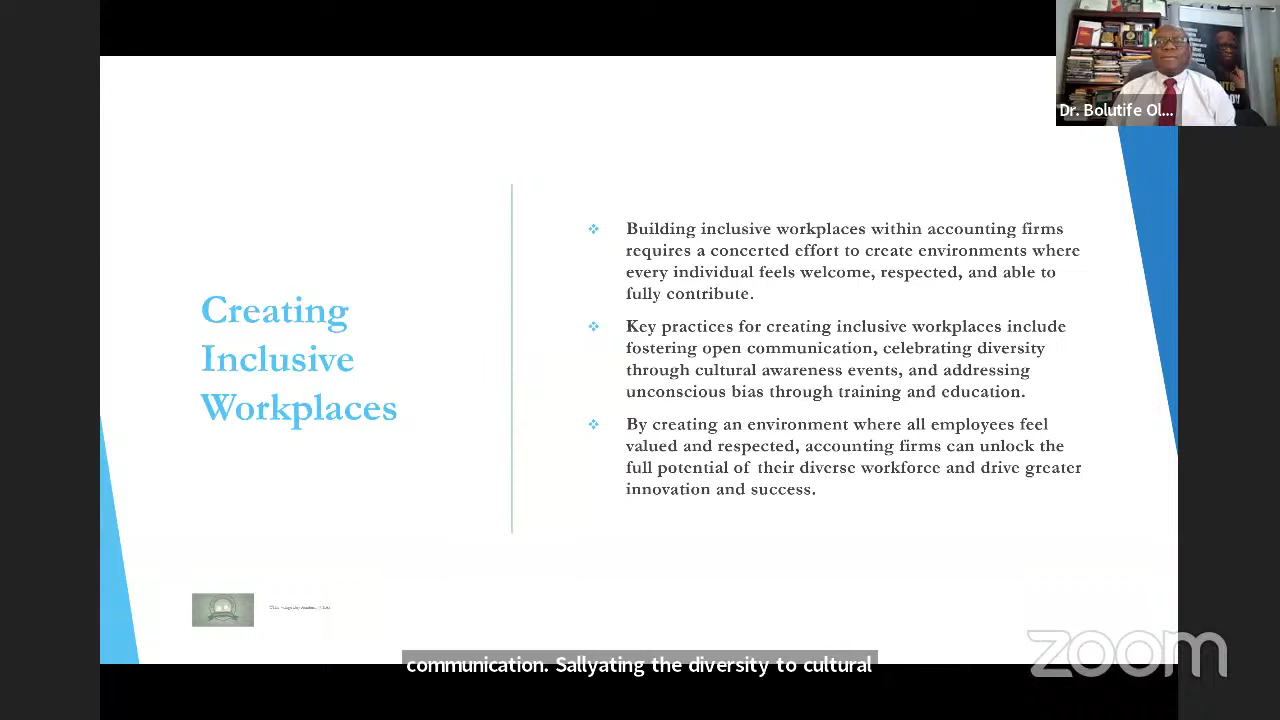 Dr. Bolutife Ol...
Creating
Inclusive
Workplaces
Building inclusive workplaces within accounting firms
requires a concerted effort to create environments where
every individual feels welcome, respected, and able to
fully contribute.
Key practices for creating inclusive workplaces include
fostering open communication, celebrating diversity
through cultural awareness events, and addressing
unconscious bias through training and education.
By creating an environment where all employees feel
valued and respected, accounting firms can unlock the
full potential of their diverse workforce and drive greater
innovation and success.
communication. Sallyating the diversity to cultural
zoom